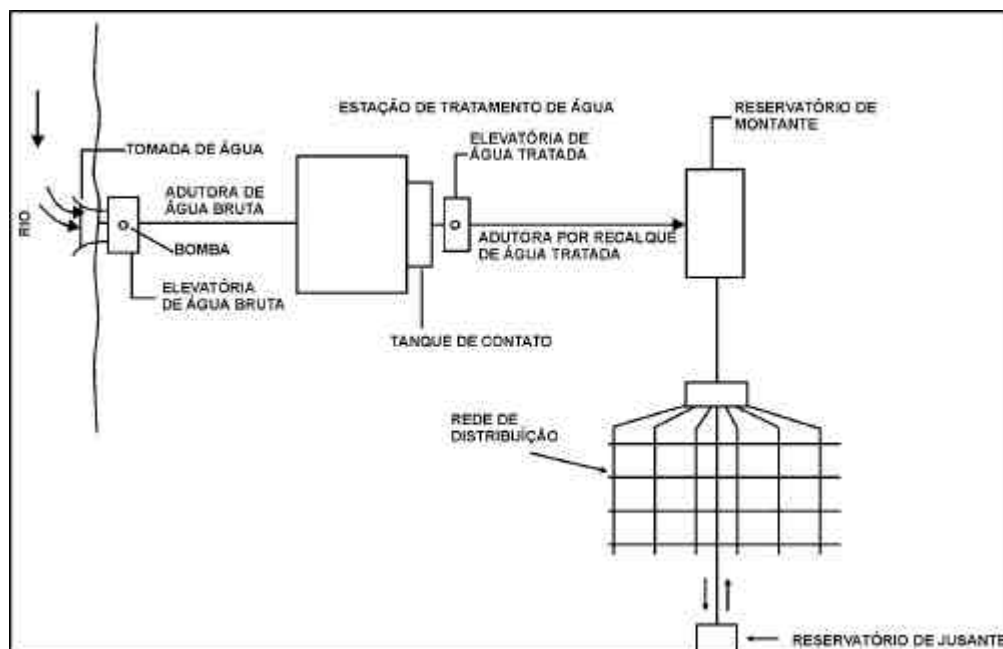 ESTAÇÃO DE TRATAMENTO DE ÁGUA
RESERVATÓRIO DE
MONTANTE
TOMADA DE ÁGUA
ELEVATÓRIA DE
ÁGUA TRATADA
RIO
ADUTORA DE
ÁGUA BRUTA
BOMBA
ADUTORA POR RECALQUE
DE ÁGUA TRATADA
ELEVATÓRIA
DE ÁGUA BRUTA
TANQUE DE CONTATO
REDE DE
DISTRIBUÍÇÃO
RESERVATÓRIO DE JUSANTE